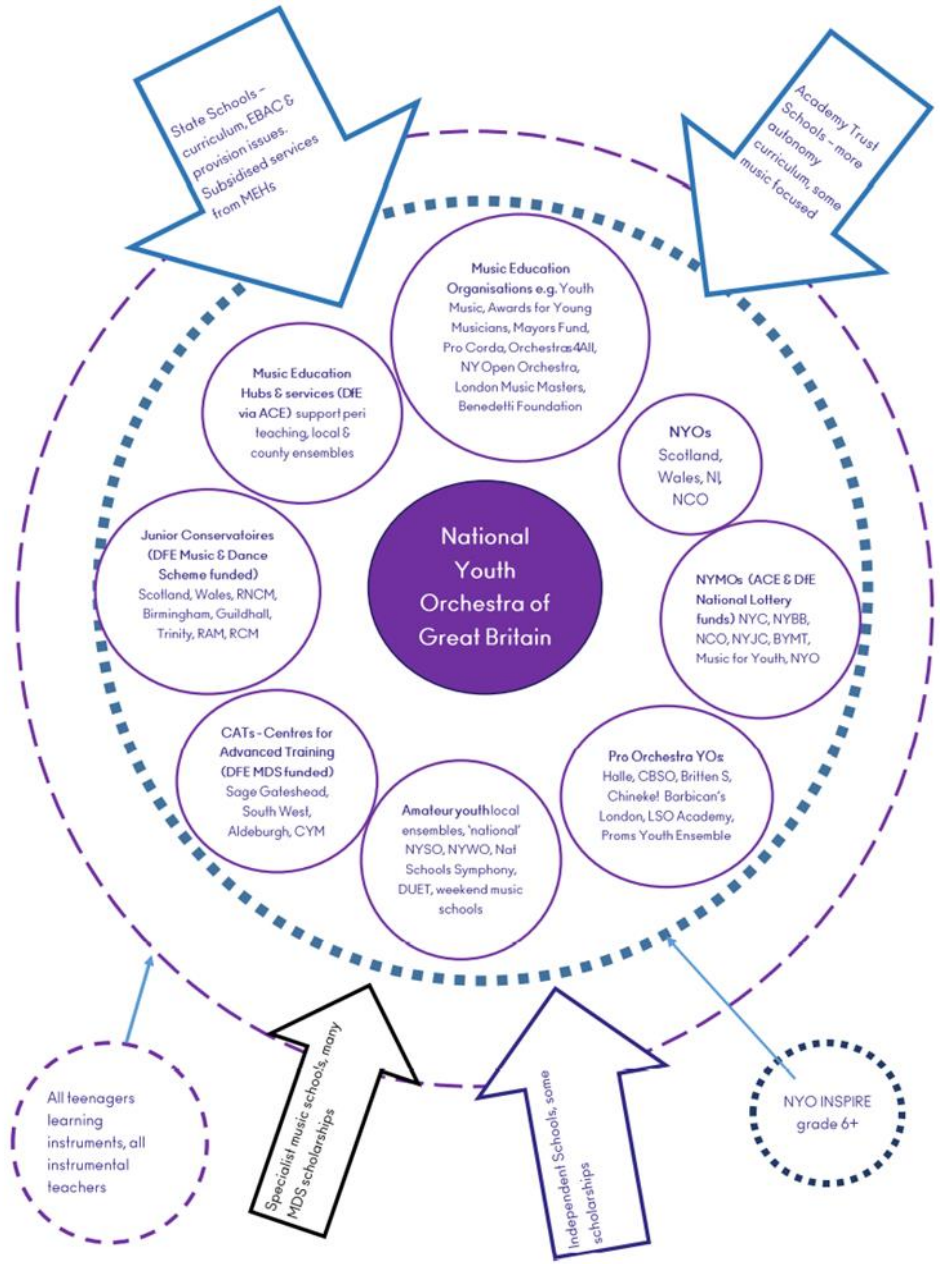 State Schools –
curriculum, EBAC &
provision issues.
Subsidised services
from MEHs
Academy Trust
Schools – more
autonomy
curriculum, some
music focused
Music Education
Organisations e.g. Youth
Music, Awards for Young
Musicians, Mayors Fund,
Pro Corda, Orchestras4All,
NY Open Orchestra,
London Music Masters,
Benedetti Foundation
Music Education
Hubs & services (DfE
via ACE) support peri
teaching, local &
county ensembles
NYOs
Scotland,
Wales, NI,
NCO
National
Youth
Orchestra of
Great Britain
Junior Conservatoires
(DFE Music & Dance
Scheme funded)
Scotland, Wales, RNCM,
Birmingham, Guildhall,
Trinity, RAM, RCM
NYMOs (ACE & DfE
National Lottery
funds) NYC, NYBB,
NCO, NYJC, BYMT,
Music for Youth, NYO
CATs - Centres for
Advanced Training
(DFE MDS funded)
Sage Gateshead,
South West,
Aldeburgh, CYM
Amateur youth local
ensembles, 'national'
NYSO, NYWO, Nat
Schools Symphony,
DUET, weekend music
schools
Pro Orchestra YOs
Halle, CBSO, Britten S,
Chineke! Barbican's
London, LSO Academy,
Proms Youth Ensemble
All teenagers
learning
instruments, all
instrumental
teachers
Specialist music schools, many
MDS scholarships
Independent Schools, some
scholarships
NYO INSPIRE
grade 6+